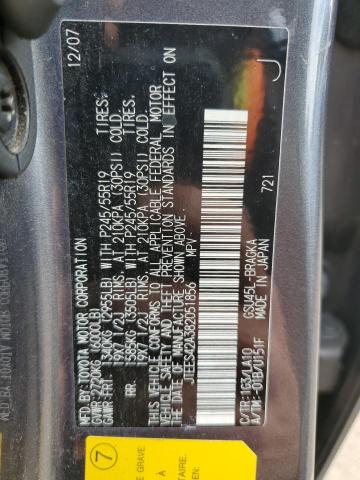 12/07
MFD. BY: TOYOTA MOTOR CORPORATION
GVWR: 2720KG (6000LB)
GAWR: FRT. 1340KG (2955LB) WITH P245/55R19 TIRES,
19X7 1/2J RIMS, AT 210KPA (30PSI) COLD.
RR. 1585KG (3505LB) WITH P245/55R19 TIRES,
19X7 1/2J RIMS, AT 210KPA (30PSI) COLD.
THIS VEHICLE CONFORMS TO ALL APPLICABLE FEDERAL MOTOR
VEHICLE SAFETY AND THEFT PREVENTION STANDARDS IN EFFECT ON
THE DATE OF MANUFACTURE SHOWN ABOVE.
JTEES42A382051856 MPV
C/TR:1G3/LA10 GSU45L-BRAGKA
A/TM:-01B/U151F
721
J
7
E GRAVE
ITAIRE.
SSES